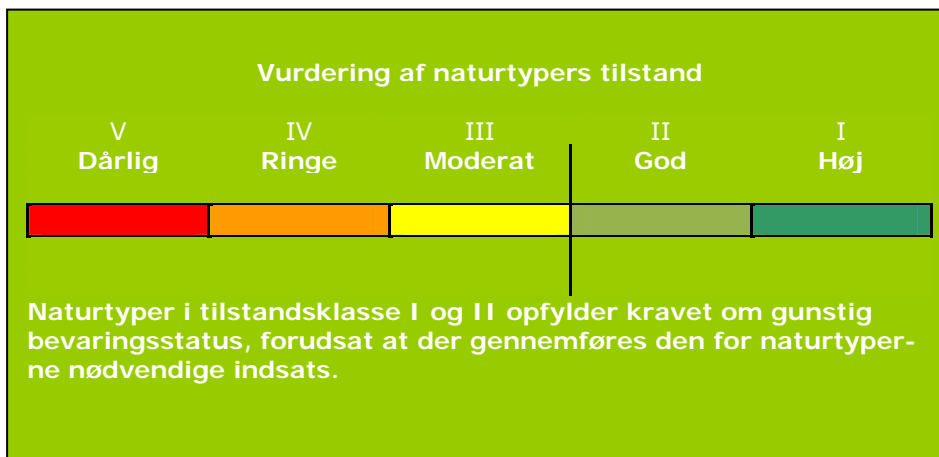 Vurdering af naturtypers tilstand
V IV III II I
Dårlig Ringe Moderat God Høj
Naturtyper i tilstandsklasse I og II opfylder kravet om gunstig
bevaringsstatus, forudsat at der gennemføres den for naturtyper-
ne nødvendige indsats.